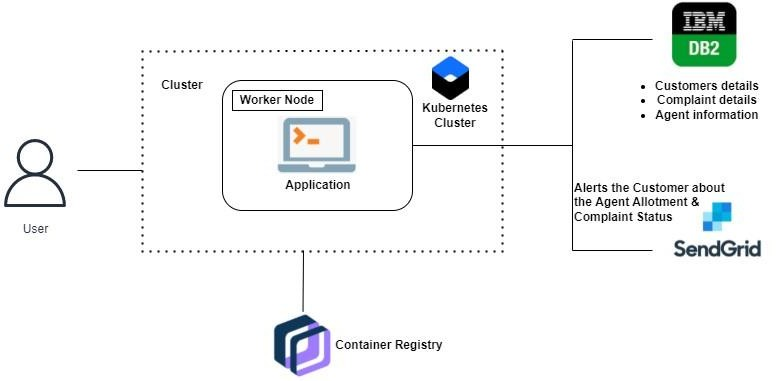 IBM
DB2
Customers details
Complaint details
Agent information
Cluster
Worker Node
Kubernetes
Cluster
Application
User
Alerts the Customer about
the Agent Allotment &
Complaint Status
SendGrid
Container Registry